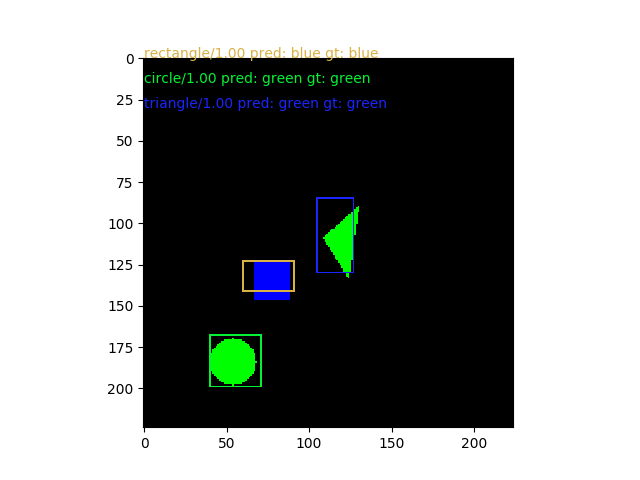 rectangle/1.00 pred: blue gt: blue
0
circle/1.00 pred: green gt: green
25
triangle/1.00 pred: green gt: green
50
75
100
125
150
175
200
0 50 100 150 200